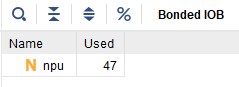 % Bonded IOB
Name Used
N npu 47